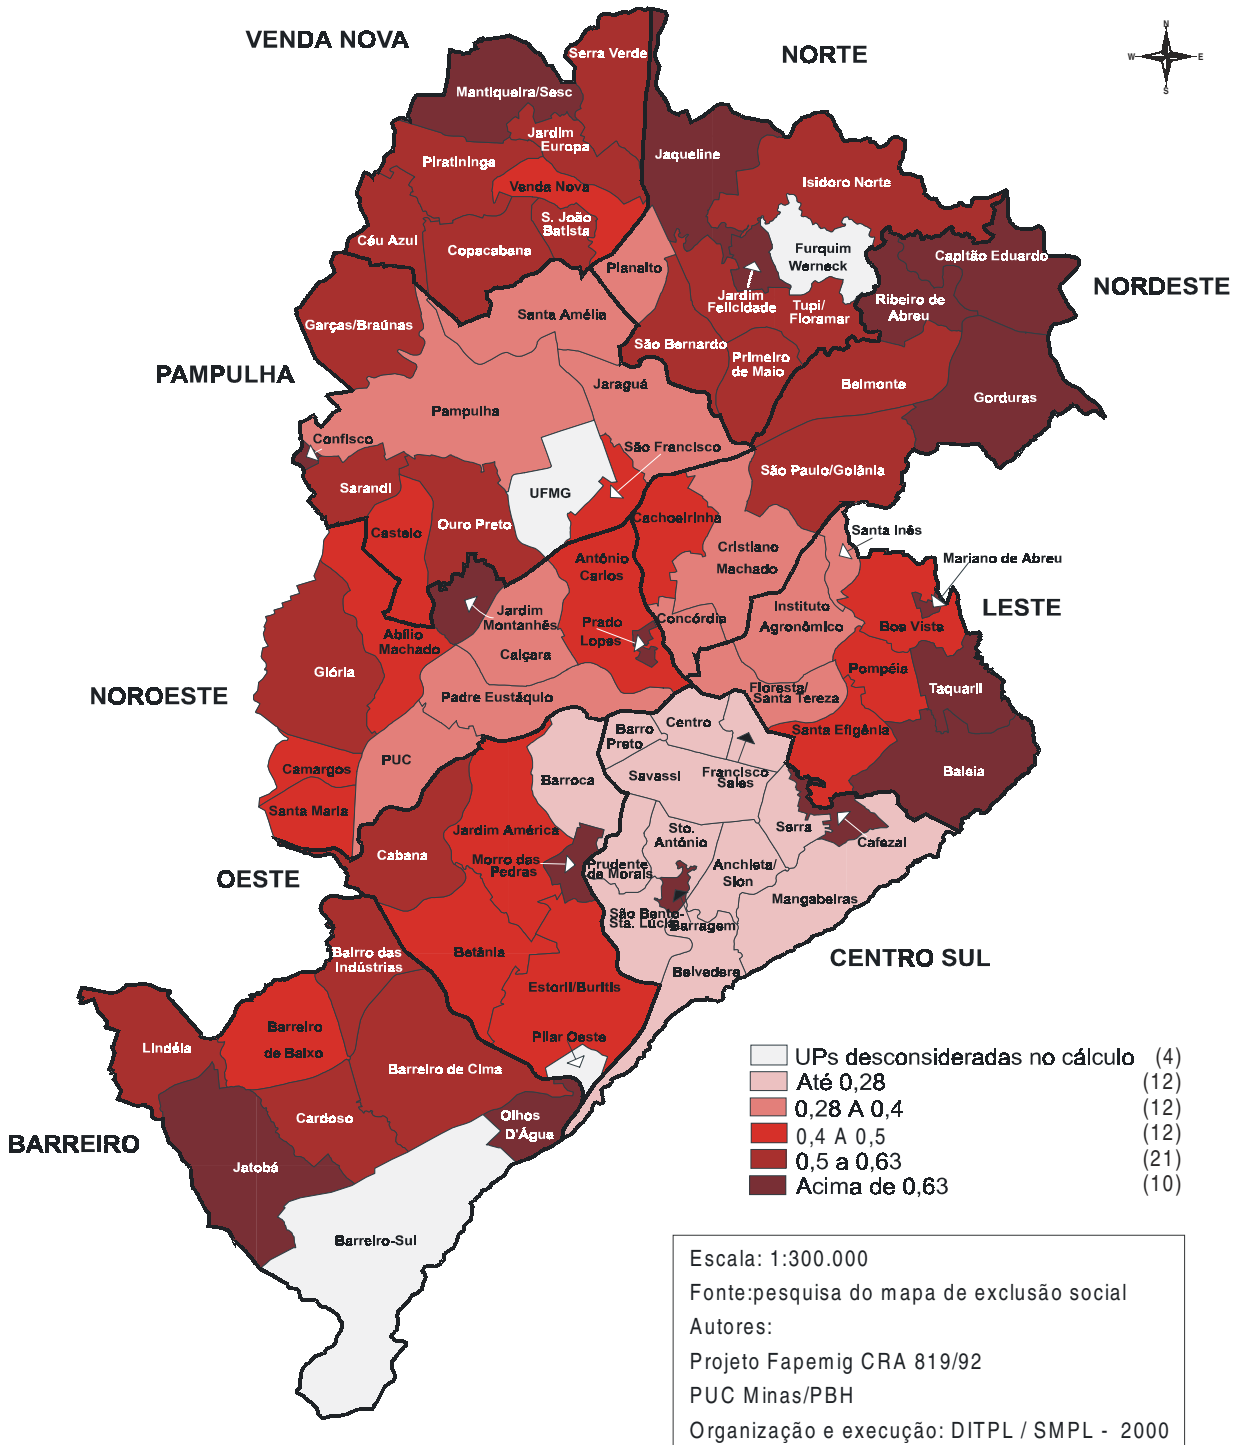 VENDA NOVA
NORTE
N
W
E
S
Serra Verde
Mantiqueira/Sesc
Jardim
Europa
Piratininga
Venda Nova
S. João
Batista
Céu Azul
Copacabana
Jaqueline
Isidoro Norte
Furquim
Werneck
Capitão Eduardo
NORDESTE
Planalto
Jardim
Felicidade
Tupi/
Floramar
Ribeiro de
Abreu
Garças/Braúnas
Santa Amélia
São Bernardo
Primeiro
de Maio
Belmonte
Gorduras
PAMPULHA
Pampulha
Jaraguá
Confisco
São Francisco
São Paulo/Goiânia
Sarandi
UFMG
Castelo
Ouro Preto
Cachoeirinha
Cristiano
Machado
Santa Inês
Mariano de Abreu
LESTE
Antônio
Carlos
Jardim
Montanhês
Prado
Lopes
Concórdia
Instituto
Agronômico
Boa Vista
Abílio
Machado
Caiçara
Pompéia
Glória
Taquaril
NOROESTE
Padre Eustáquio
Floresta/
Santa Tereza
Santa Efigênia
Centro
Barro
Preto
Camargos
PUC
Barroca
Savassi
Francisco
Sales
Baleia
Santa Maria
Jardim América
Sto.
Antônio
Serra
Cafezal
Cabana
Morro das
Pedras
Prudente
de Morais
Anchieta/
Sion
OESTE
Mangabeiras
São Bento-
Sta. Lúcia
Barragem
CENTRO SUL
Bairro das
Indústrias
Betânia
Belvedere
Estoril/Buritis
Barreiro
de Baixo
Pilar Oeste
Lindéia
Barreiro de Cima
Cardoso
Olhos
D'Água
BARREIRO
Jatobá
Barreiro-Sul
UPs desconsideradas no cálculo (4)
Até 0,28 (12)
0,28 A 0,4 (12)
0,4 A 0,5 (12)
0,5 a 0,63 (21)
Acima de 0,63 (10)
Escala: 1:300.000
Fonte:pesquisa do mapa de exclusão social
Autores:
Projeto Fapemig CRA 819/92
PUC Minas/PBH
Organização e execução: DITPL / SMPL - 2000